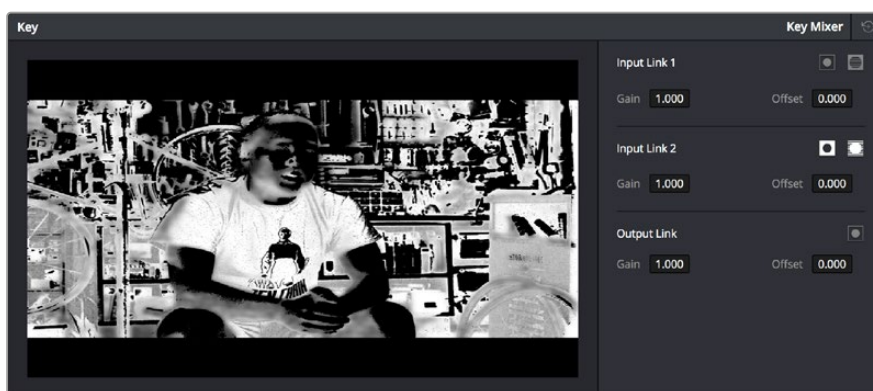 Key
Key Mixer
Input Link 1
Gain 1.000 Offset 0.000
Input Link 2
Gain 1.000 Offset 0.000
Output Link
Gain 1.000 Offset 0.000